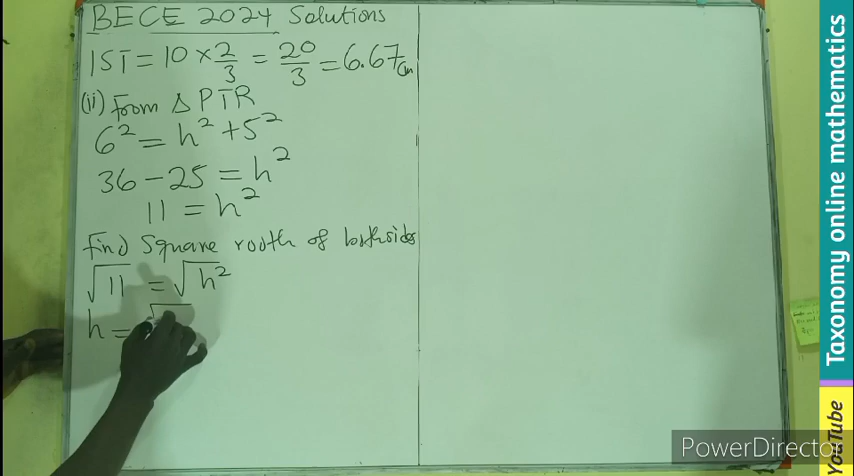 BECE 2024 Solutions
|ST = 10 × 2/3 = 20/3 = 6.67cm
(ii) From △ PTR
6² = h² + 5²
36 - 25 = h²
11 = h²
find Square rooth of bothsides
√11 = √h²
h = √
Taxonomy online mathematics
YouTube
PowerDirector